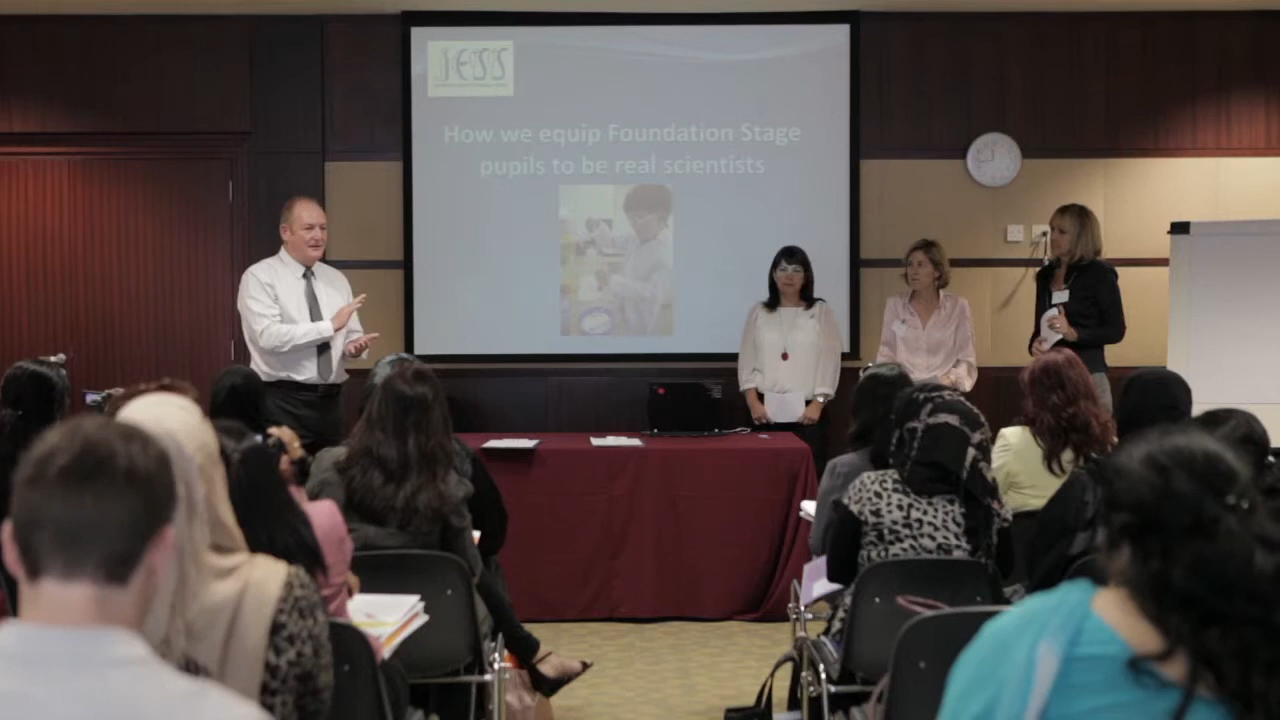 JESS
How we equip Foundation Stage
pupils to be real scientists